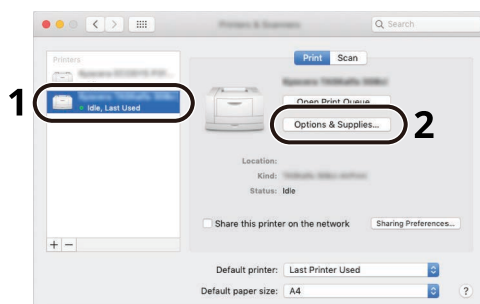 Search
Printers
Print Scan
Idle, Last Used
Open Print Queue
Options & Supplies...
1
2
Location:
Kind:
Status: Idle
Share this printer on the network Sharing Preferences...
+ −
Default printer: Last Printer Used
Default paper size: A4 ?